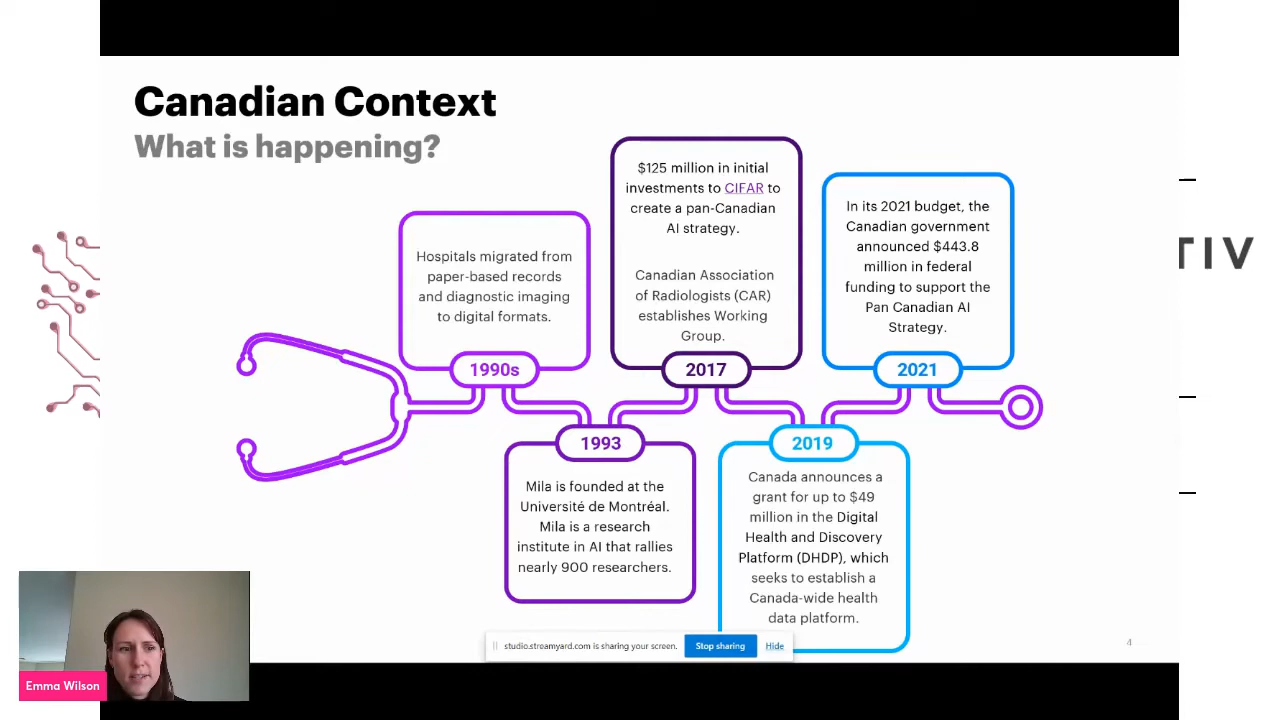 Canadian Context
What is happening?
Hospitals migrated from
paper-based records
and diagnostic imaging
to digital formats.
1990s
Mila is founded at the
Université de Montréal.
Mila is a research
institute in AI that rallies
nearly 900 researchers.
1993
$125 million in initial
investments to CIFAR to
create a pan-Canadian
AI strategy.
Canadian Association
of Radiologists (CAR)
establishes Working
Group.
2017
2019
Canada announces a
grant for up to $49
million in the Digital
Health and Discovery
Platform (DHDP), which
seeks to establish a
Canada-wide health
data platform.
In its 2021 budget, the
Canadian government
announced $443.8
million in federal
funding to support the
Pan Canadian AI
Strategy.
2021
TIV
Emma Wilson
studio.streamyard.com is sharing your screen.
Stop sharing
Hide
4